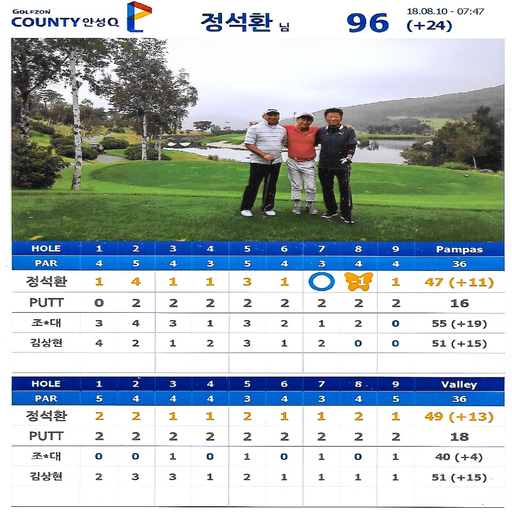 GOLFZON
COUNTY 안성Q
정석환 님
96
18.08.10 - 07:47
(+24)
HOLE 1 2 3 4 5 6 7 8 9 Pampas
PAR 4 5 4 3 5 4 3 4 4 36
정석환 1 4 1 1 3 1 -1 1 47 (+11)
PUTT 0 2 2 2 2 2 2 2 2 16
조*대 3 4 3 1 3 2 1 2 0 55 (+19)
김상현 4 2 1 2 3 1 2 0 0 51 (+15)
HOLE 1 2 3 4 5 6 7 8 9 Valley
PAR 5 4 4 4 3 4 3 4 5 36
정석환 2 2 1 1 2 1 1 2 1 49 (+13)
PUTT 2 2 2 2 2 2 2 2 2 18
조*대 0 0 1 0 1 0 1 0 1 40 (+4)
김상현 2 3 3 1 2 1 1 1 1 51 (+15)